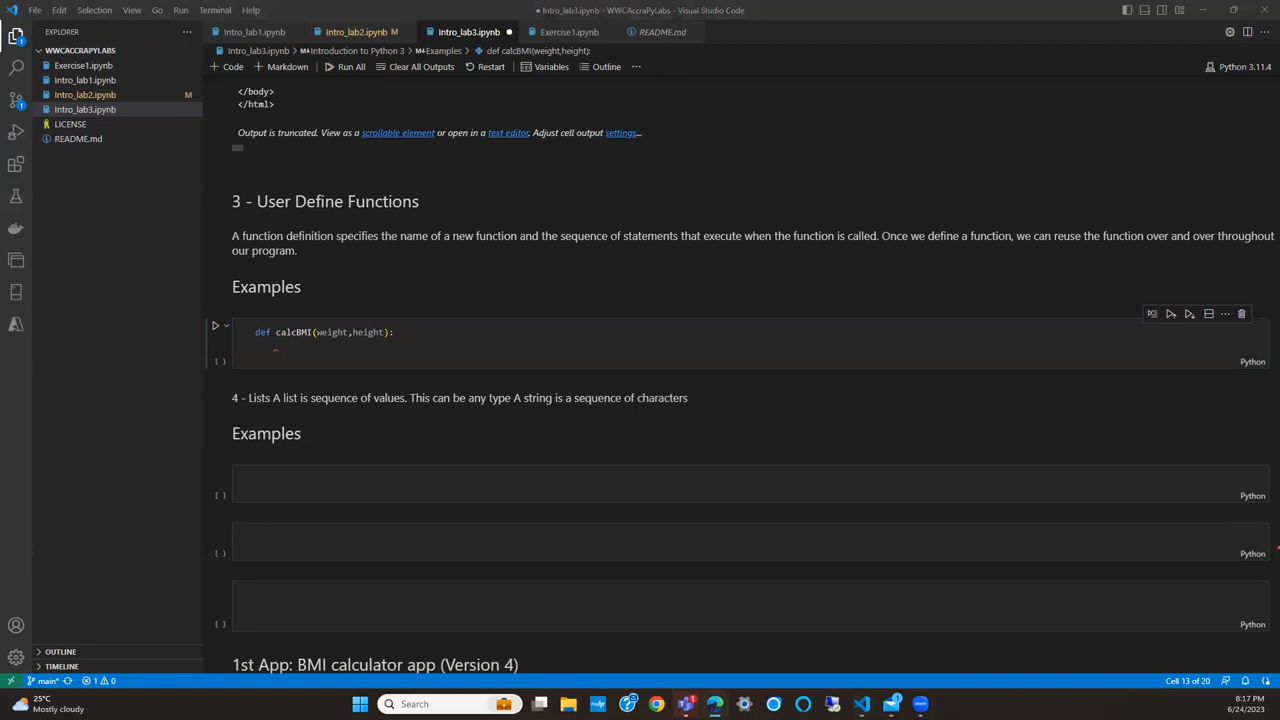 File Edit Selection View Go Run Terminal Help
● Intro_lab3.ipynb - WWCAccraPyLabs - Visual Studio Code
EXPLORER
WWCACCRAPYLABS
Exercise1.ipynb
Intro_lab1.ipynb
Intro_lab2.ipynb M
Intro_lab3.ipynb
LICENSE
README.md
OUTLINE
TIMELINE
Intro_lab1.ipynb Intro_lab2.ipynb M Intro_lab3.ipynb ● Exercise1.ipynb README.md
Intro_lab3.ipynb > Introduction to Python 3 > Examples > def calcBMI(weight,height):
+ Code + Markdown Run All Clear All Outputs Restart Variables Outline ... Python 3.11.4
</body>
</html>
Output is truncated. View as a scrollable element or open in a text editor. Adjust cell output settings...
3 - User Define Functions
A function definition specifies the name of a new function and the sequence of statements that execute when the function is called. Once we define a function, we can reuse the function over and over throughout
our program.
Examples
def calcBMI(weight,height):
[ ] Python
4 - Lists A list is sequence of values. This can be any type A string is a sequence of characters
Examples
[ ] Python
[ ] Python
[ ] Python
1st App: BMI calculator app (Version 4)
main* 1 0 Cell 13 of 20
25°C
Mostly cloudy
Search
8:17 PM
6/24/2023